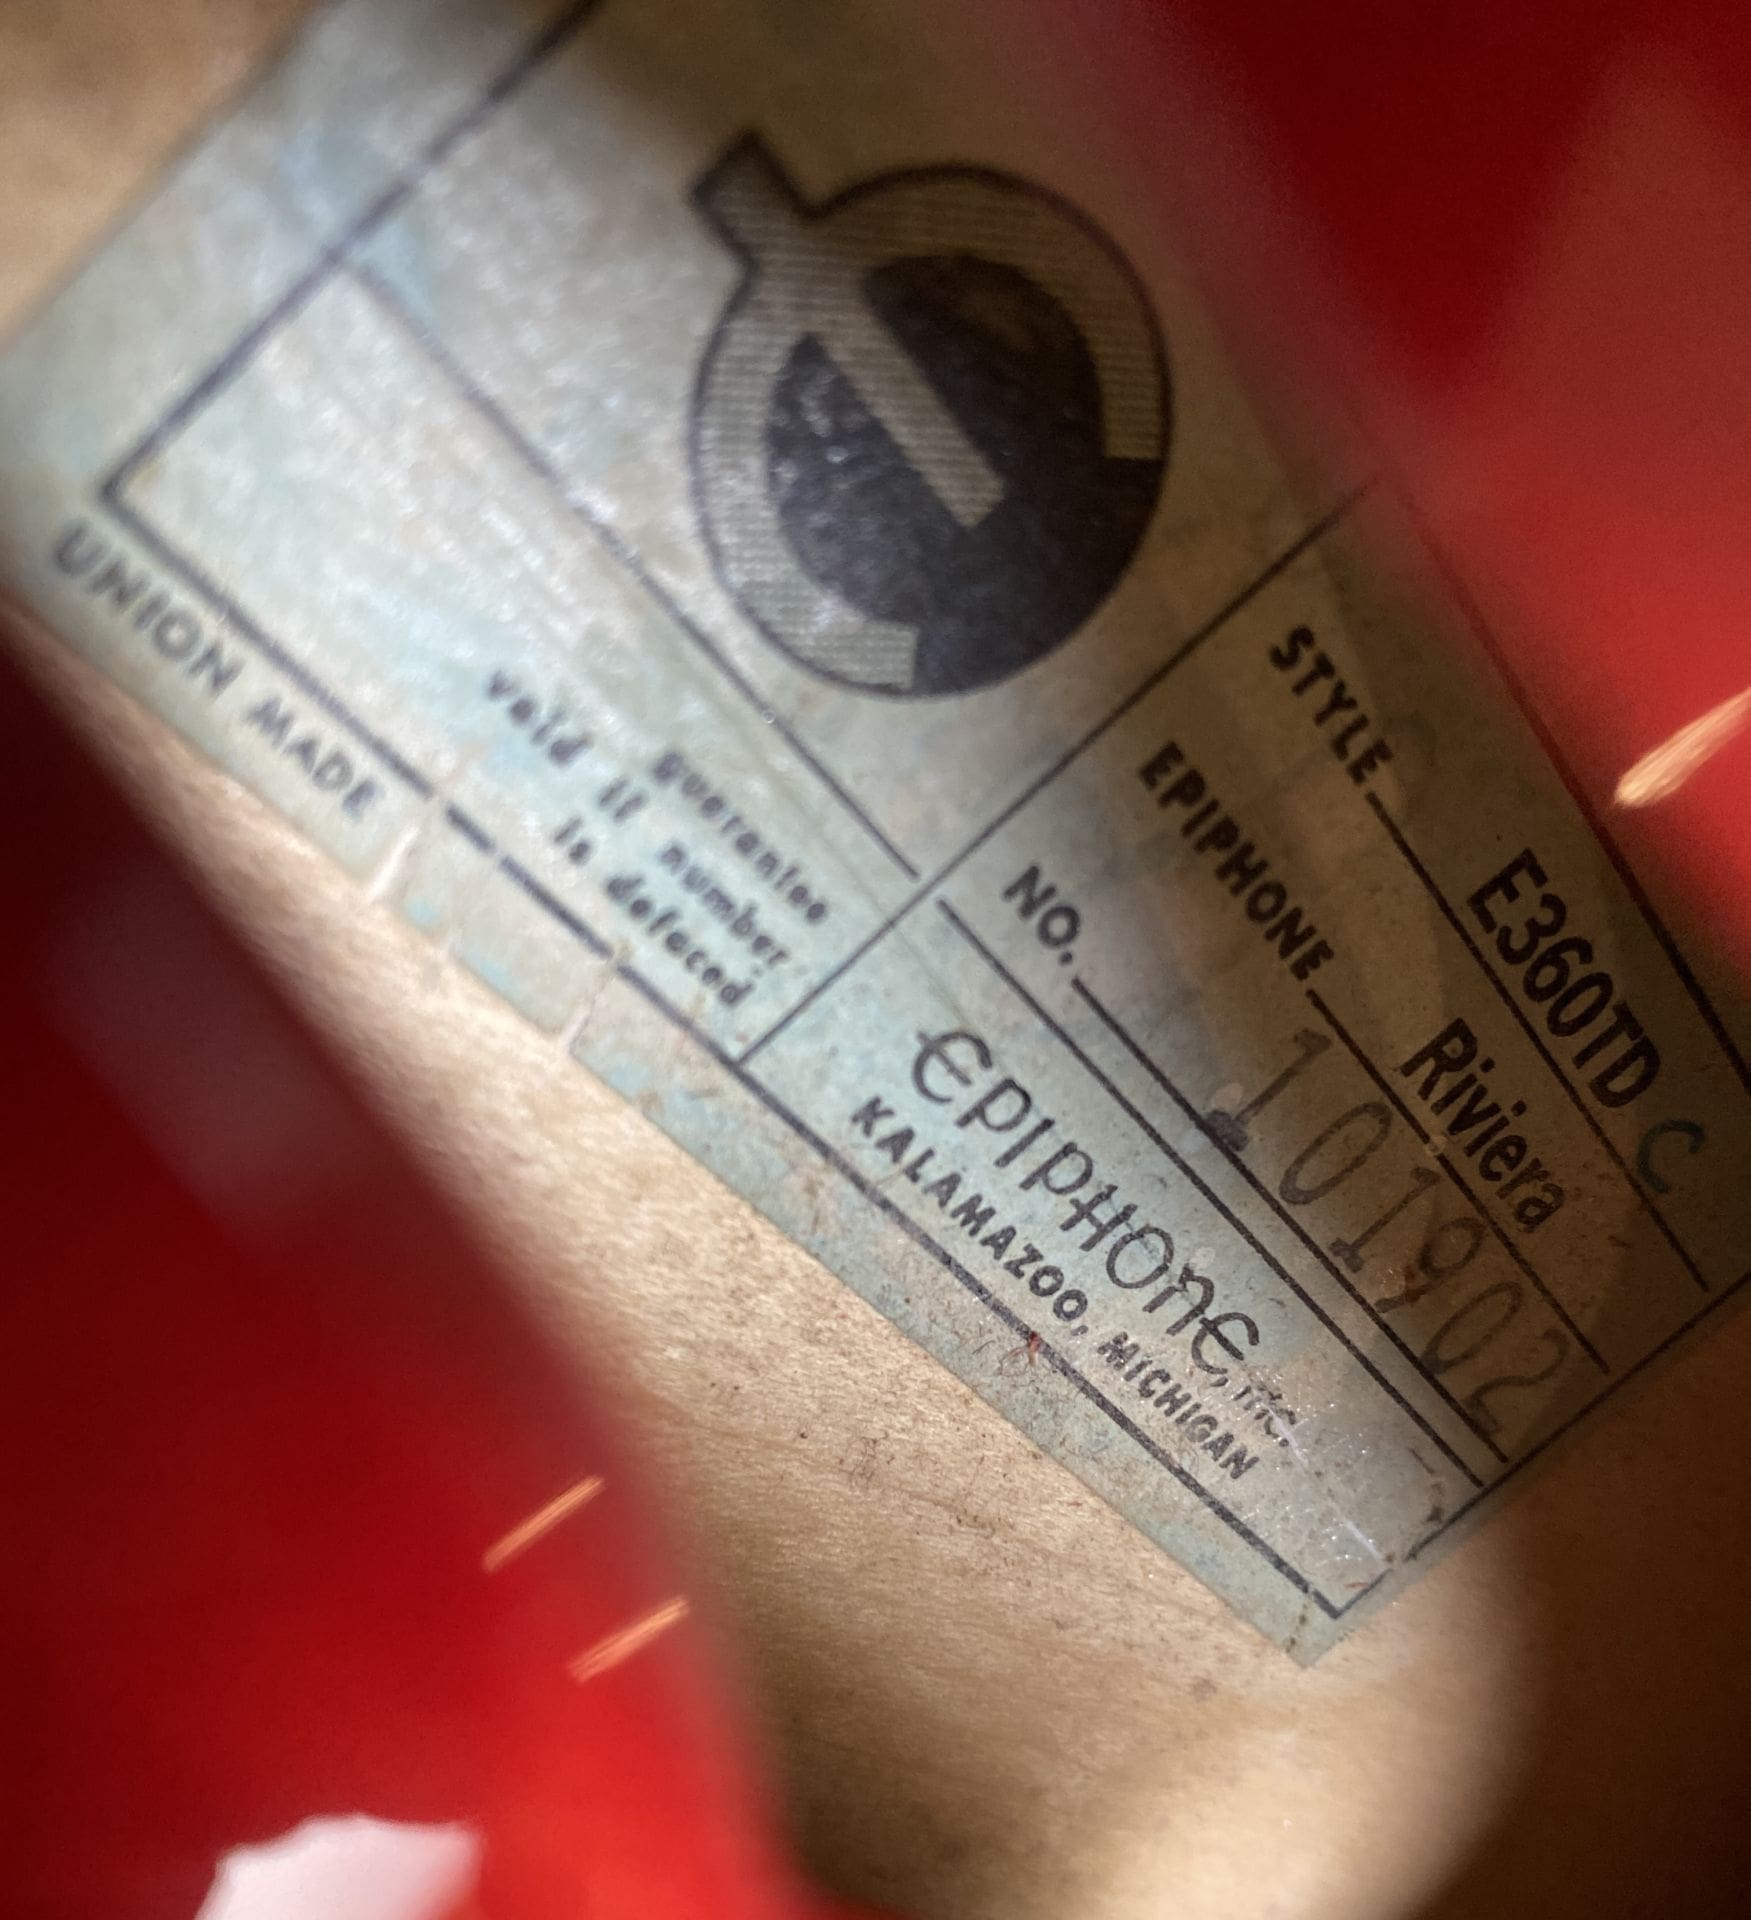 STYLE E360TD C
EPIPHONE Riviera
NO. 101902
EPIPHONE, INC.
KALAMAZOO, MICHIGAN
guarantee
void if number
is defaced
UNION MADE